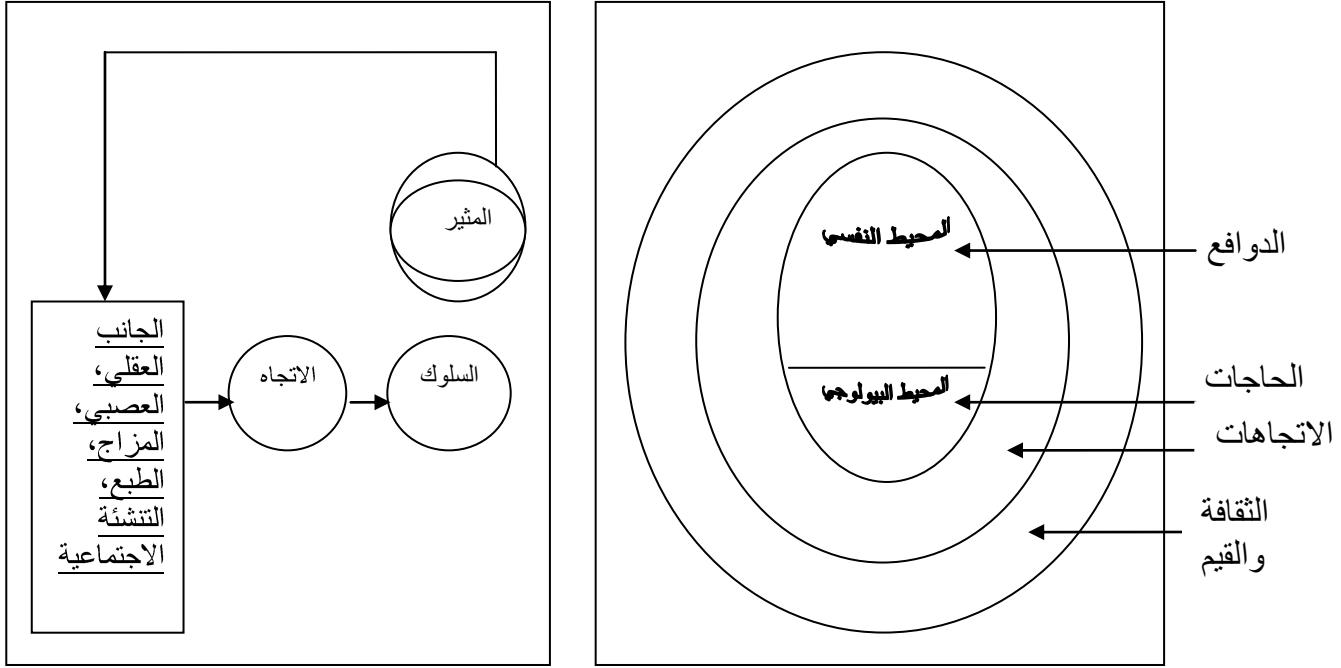 المحيط النفسي
المحيط البيولوجي
الدوافع
الحاجات
الاتجاهات
الثقافة
والقيم
المثير
الجانب
العقلي،
العصبي،
المزاج،
الطبع،
التنشئة
الاجتماعية
الاتجاه
السلوك